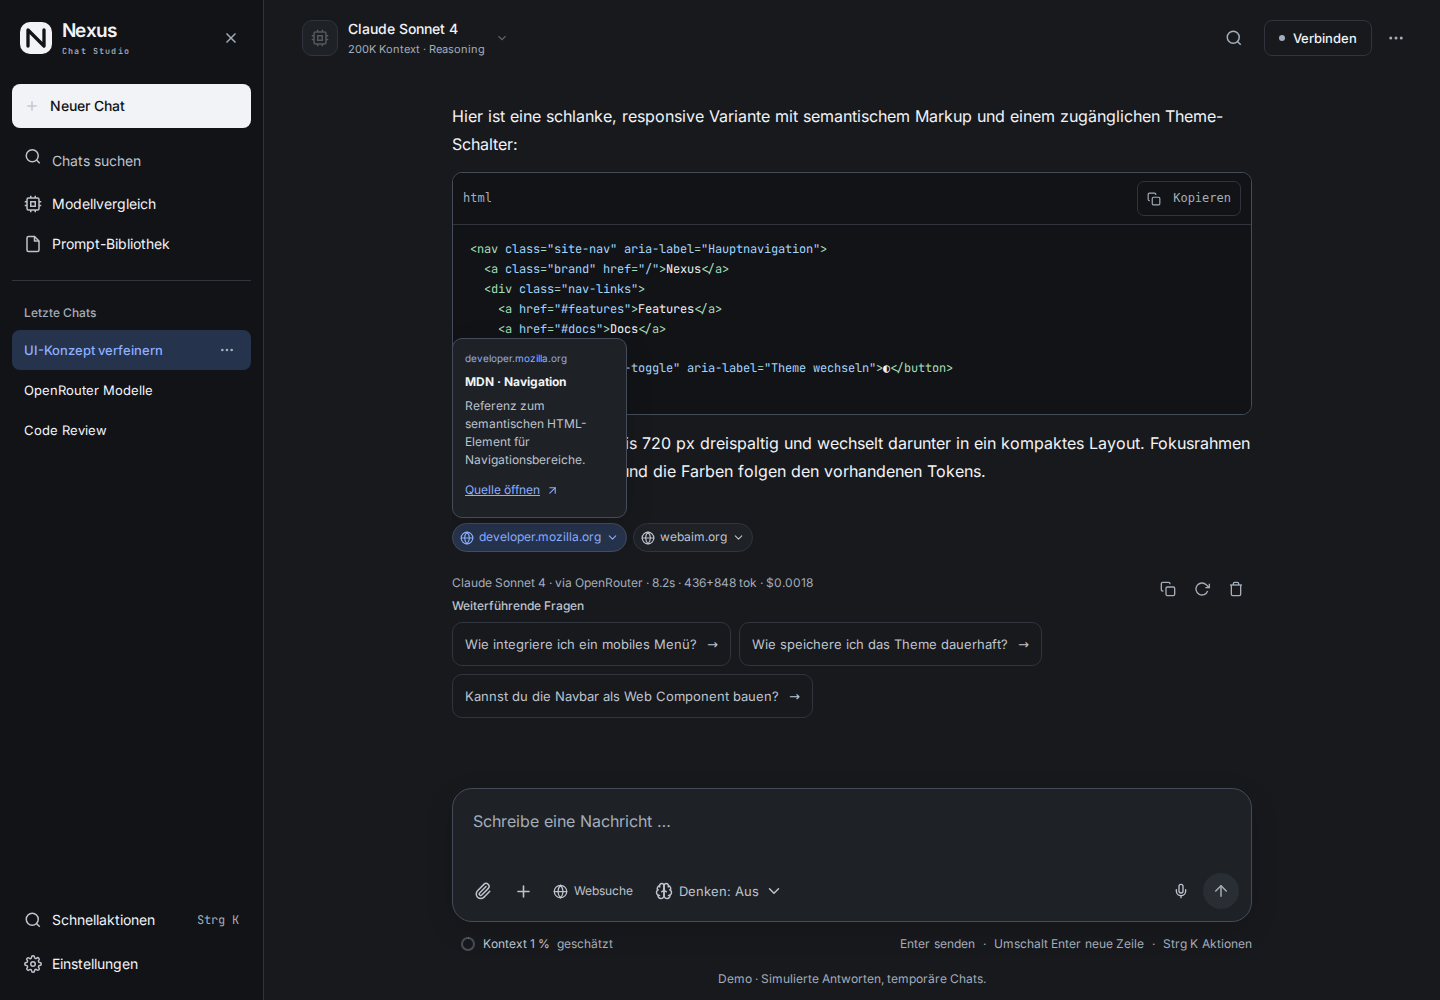 Nexus
Chat Studio
Neuer Chat
Chats suchen
Modellvergleich
Prompt-Bibliothek
Letzte Chats
UI-Konzept verfeinern
OpenRouter Modelle
Code Review
Schnellaktionen Strg K
Einstellungen
Claude Sonnet 4
200K Kontext · Reasoning
Verbinden
Hier ist eine schlanke, responsive Variante mit semantischem Markup und einem zugänglichen Theme-
Schalter:
html
Kopieren
<nav class="site-nav" aria-label="Hauptnavigation">
<a class="brand" href="/">Nexus</a>
<div class="nav-links">
<a href="#features">Features</a>
<a href="#docs">Docs</a>
-toggle" aria-label="Theme wechseln">◐</button>
developer.mozilla.org
MDN · Navigation
Referenz zum
semantischen HTML-
Element für
Navigationsbereiche.
Quelle öffnen
720 px dreispaltig und wechselt darunter in ein kompaktes Layout. Fokusrahmen
die Farben folgen den vorhandenen Tokens.
developer.mozilla.org
webaim.org
Claude Sonnet 4 · via OpenRouter · 8.2s · 436+848 tok · $0.0018
Weiterführende Fragen
Wie integriere ich ein mobiles Menü? →
Wie speichere ich das Theme dauerhaft? →
Kannst du die Navbar als Web Component bauen? →
Schreibe eine Nachricht ...
Websuche
Denken: Aus
Kontext 1 % geschätzt
Enter senden · Umschalt Enter neue Zeile · Strg K Aktionen
Demo · Simulierte Antworten, temporäre Chats.